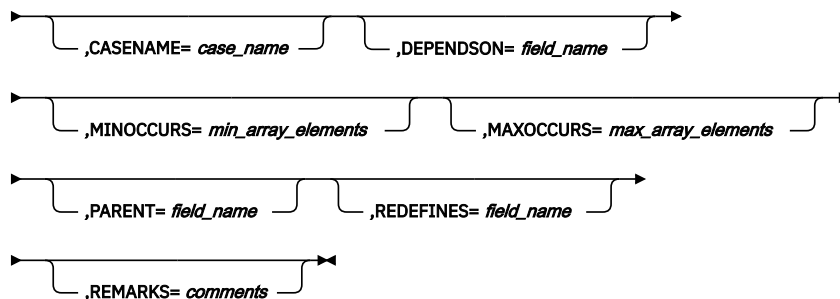 ,CASENAME= case_name ,DEPENDSON= field_name
,MINOCCURS= min_array_elements ,MAXOCCURS= max_array_elements
,PARENT= field_name ,REDEFINES= field_name
,REMARKS= comments